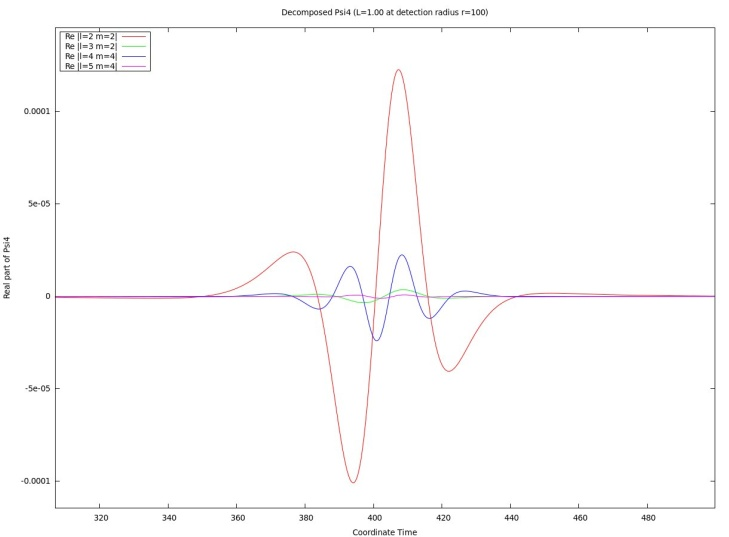 Decomposed Psi4 (L=1.00 at detection radius r=100)
Re |l=2 m=2|
Re |l=3 m=2|
Re |l=4 m=4|
Re |l=5 m=4|
0.0001
5e-05
0
-5e-05
-0.0001
Real part of Psi4
320 340 360 380 400 420 440 460 480
Coordinate Time